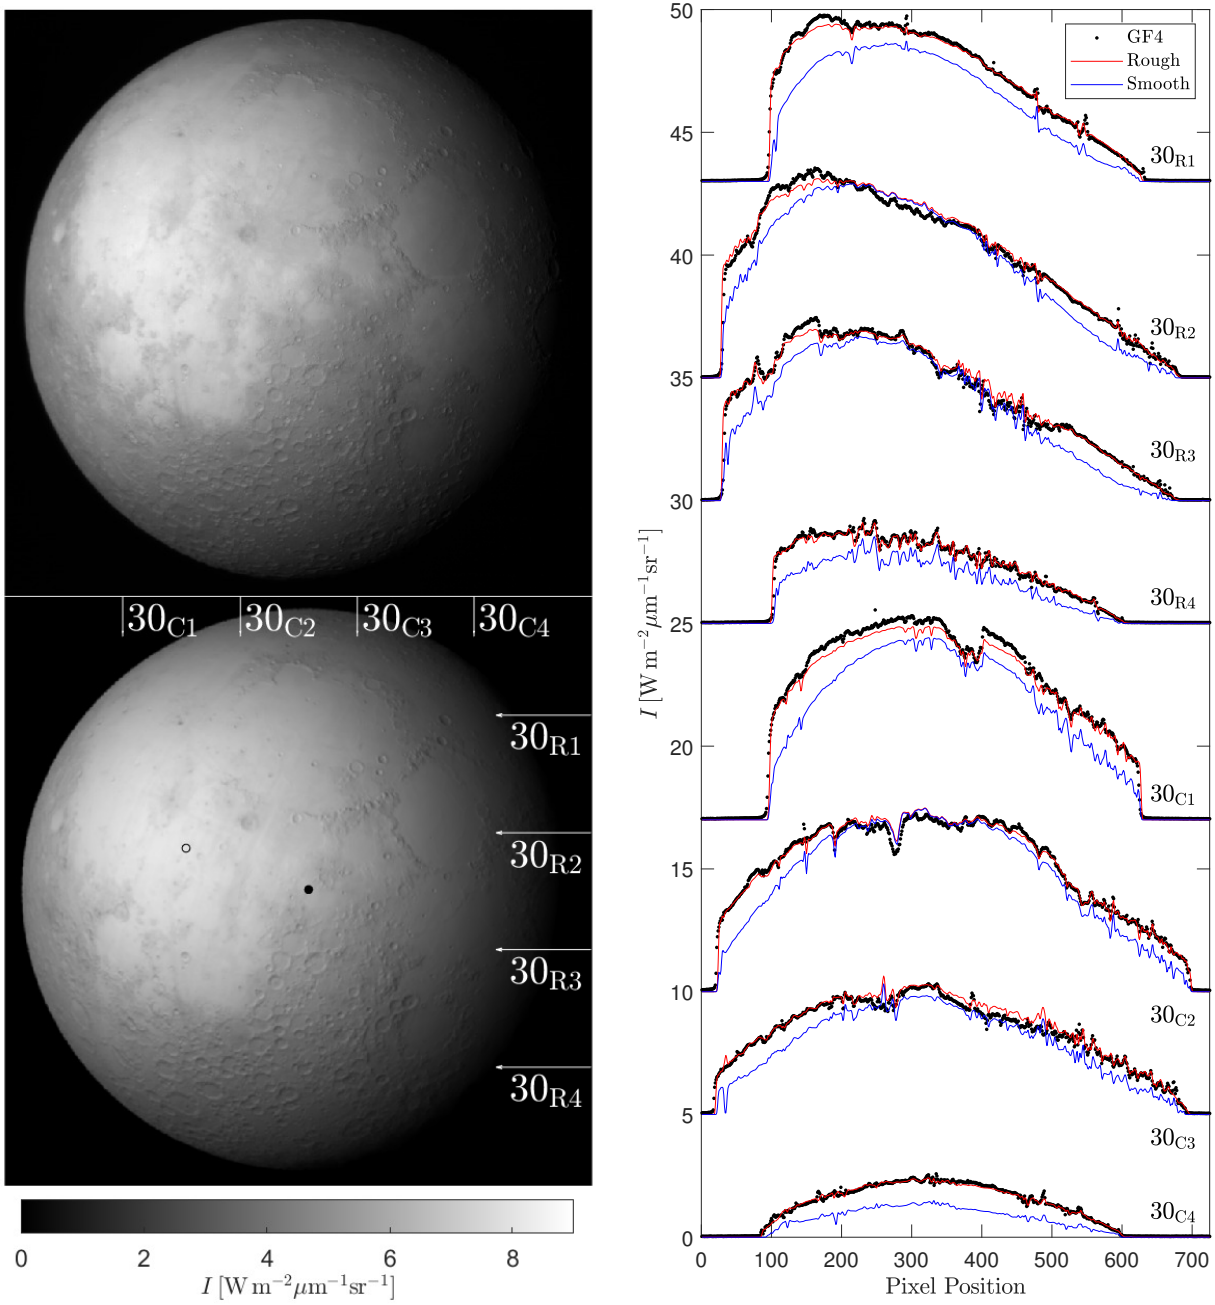 30C1 30C2 30C3 30C4
30R1
30R2
30R3
30R4
0 2 4 6 8
I [W m−2μm−1sr−1]
50
45
40
35
30
25
20
15
10
5
0
I [W m−2 μm−1sr−1]
GF4
Rough
Smooth
30R1
30R2
30R3
30R4
30C1
30C2
30C3
30C4
0 100 200 300 400 500 600 700
Pixel Position